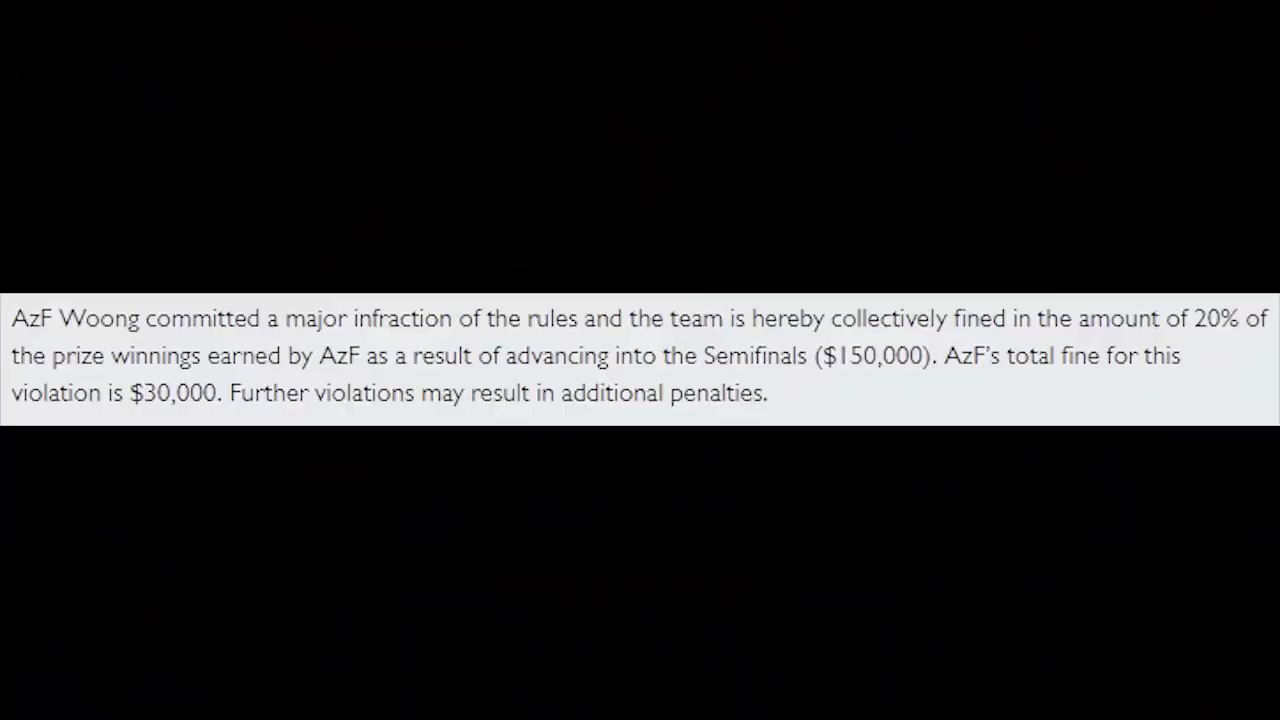 AzF Woong committed a major infraction of the rules and the team is hereby collectively fined in the amount of 20% of
the prize winnings earned by AzF as a result of advancing into the Semifinals ($150,000). AzF's total fine for this
violation is $30,000. Further violations may result in additional penalties.